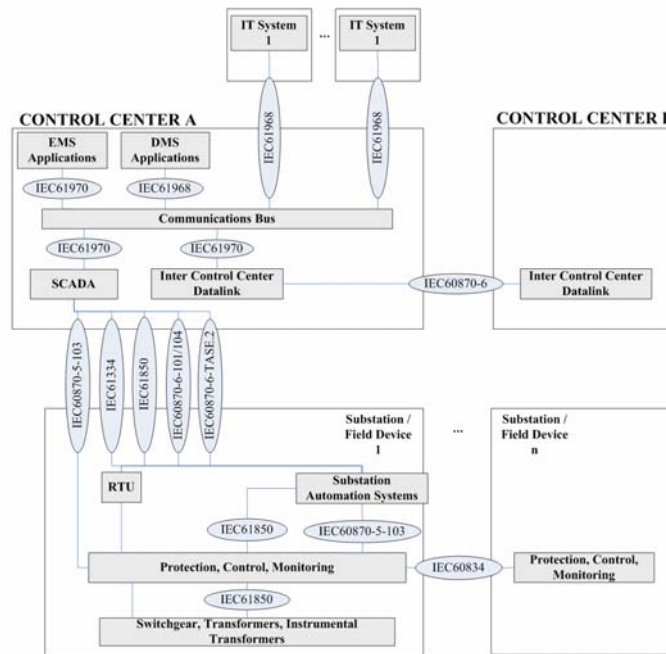 IT System
1
...
IT System
1
IEC61968
IEC61968
CONTROL CENTER A
CONTROL CENTER
EMS
Applications
DMS
Applications
IEC61970
IEC61968
Communications Bus
IEC61970
IEC61970
SCADA
Inter Control Center
Datalink
IEC60870-6
Inter Control Center
Datalink
IEC60870-5-103
IEC61334
IEC61850
IEC60870-6-101/104
IEC60870-6-TASE.2
Substation /
Field Device
1
...
Substation /
Field Device
n
RTU
Substation
Automation Systems
IEC61850
IEC60870-5-103
Protection, Control, Monitoring
IEC60834
Protection, Control,
Monitoring
IEC61850
Switchgear, Transformers, Instrumental
Transformers